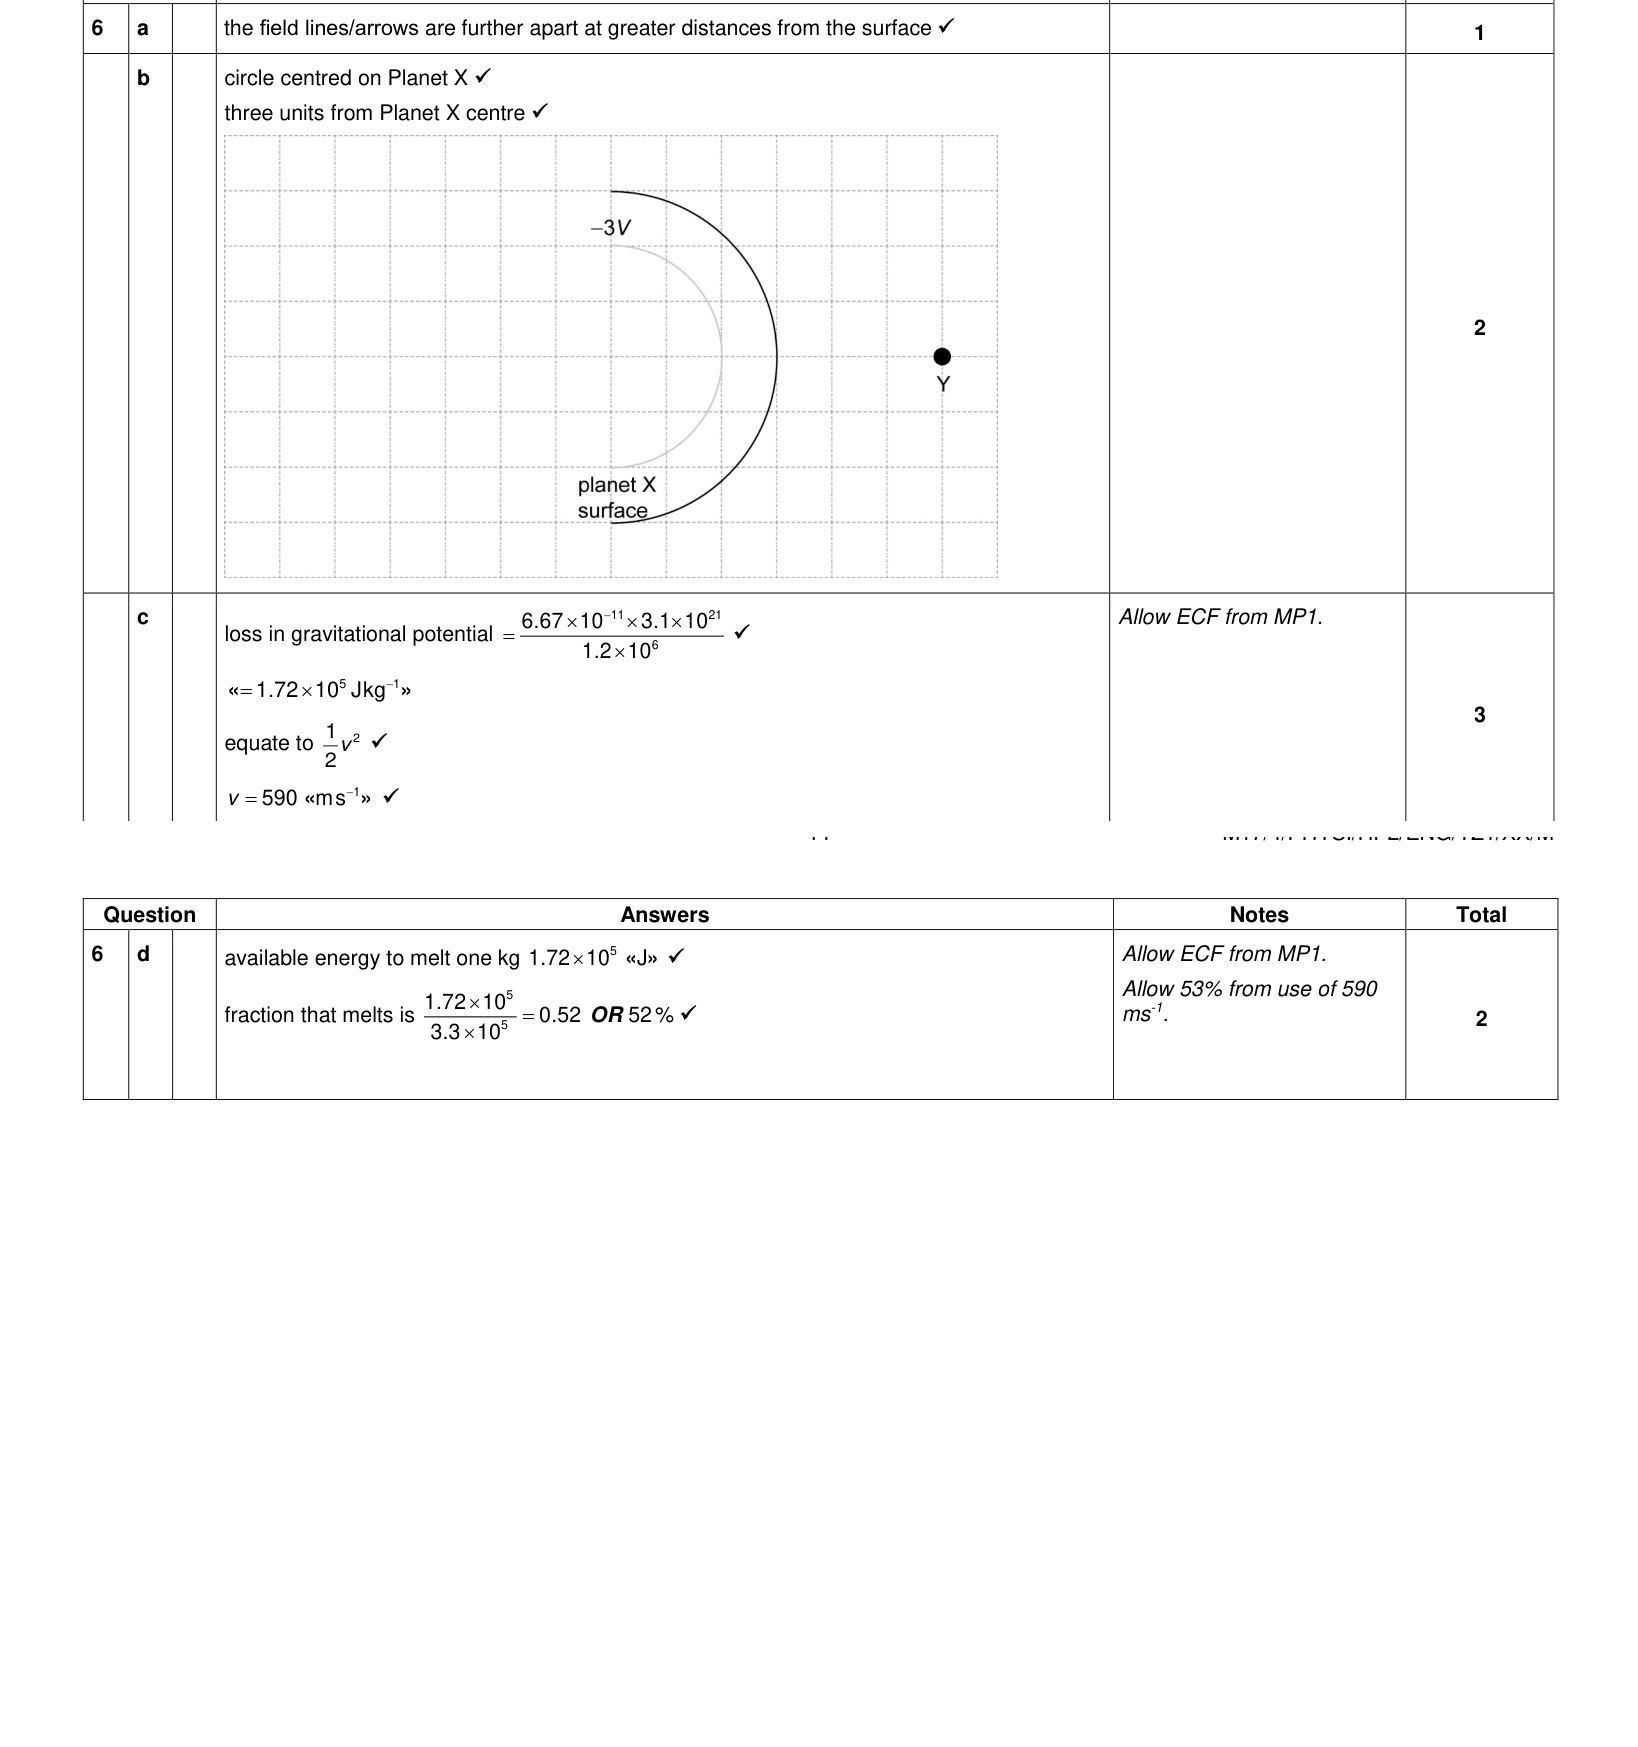 6 a the field lines/arrows are further apart at greater distances from the surface ✓ 1
b circle centred on Planet X ✓
three units from Planet X centre ✓
–3V
2
Y
planet X
surface
c loss in gravitational potential = 6.67×10⁻¹¹×3.1×10²¹ / 1.2×10⁶ ✓ Allow ECF from MP1.
«=1.72×10⁵ Jkg⁻¹»
3
equate to 1/2 v² ✓
v = 590 «ms⁻¹» ✓
Question Answers Notes Total
6 d available energy to melt one kg 1.72×10⁵ «J» ✓ Allow ECF from MP1.
fraction that melts is 1.72×10⁵ / 3.3×10⁵ = 0.52 OR 52% ✓ Allow 53% from use of 590
ms⁻¹.
2